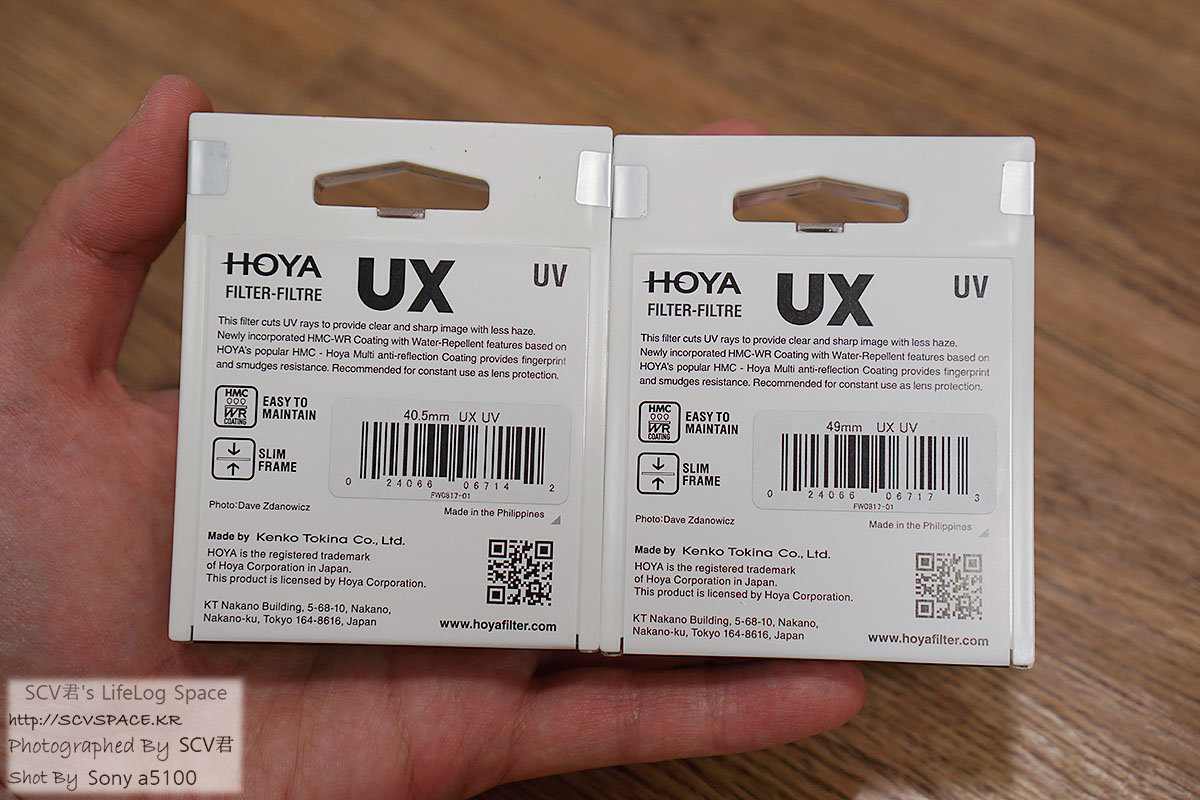 HOYA UX UV
FILTER-FILTRE
This filter cuts UV rays to provide clear and sharp image with less haze.
Newly incorporated HMC-WR Coating with Water-Repellent features based on
HOYA's popular HMC - Hoya Multi anti-reflection Coating provides fingerprint
and smudges resistance. Recommended for constant use as lens protection.
HMC
WR
COATING
EASY TO
MAINTAIN
SLIM
FRAME
40.5mm UX UV
0 24066 06714 2
FW0817-01
Photo:Dave Zdanowicz
Made in the Philippines
Made by Kenko Tokina Co., Ltd.
HOYA is the registered trademark
of Hoya Corporation in Japan.
This product is licensed by Hoya Corporation.
KT Nakano Building, 5-68-10, Nakano,
Nakano-ku, Tokyo 164-8616, Japan
www.hoyafilter.com
HOYA UX UV
FILTER-FILTRE
This filter cuts UV rays to provide clear and sharp image with less haze.
Newly incorporated HMC-WR Coating with Water-Repellent features based on
HOYA's popular HMC - Hoya Multi anti-reflection Coating provides fingerprint
and smudges resistance. Recommended for constant use as lens protection.
HMC
WR
COATING
EASY TO
MAINTAIN
SLIM
FRAME
49mm UX UV
0 24066 06717 3
FW0817-01
Photo:Dave Zdanowicz
Made in the Philippines
Made by Kenko Tokina Co., Ltd.
HOYA is the registered trademark
of Hoya Corporation in Japan.
This product is licensed by Hoya Corporation.
KT Nakano Building, 5-68-10, Nakano,
Nakano-ku, Tokyo 164-8616, Japan
www.hoyafilter.com
SCV君's LifeLog Space
http://SCVSPACE.KR
Photographed By SCV君
Shot By Sony a5100